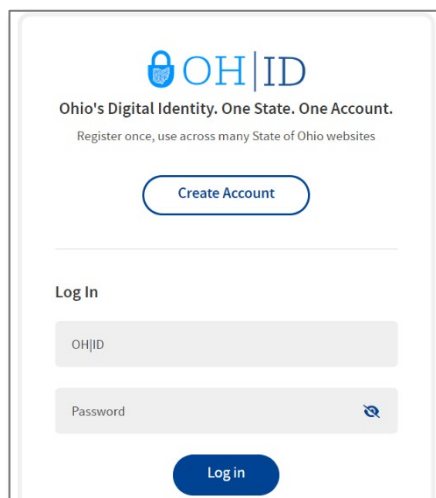 OH|ID
Ohio's Digital Identity. One State. One Account.
Register once, use across many State of Ohio websites
Create Account
Log In
OH|ID
Password
Log in